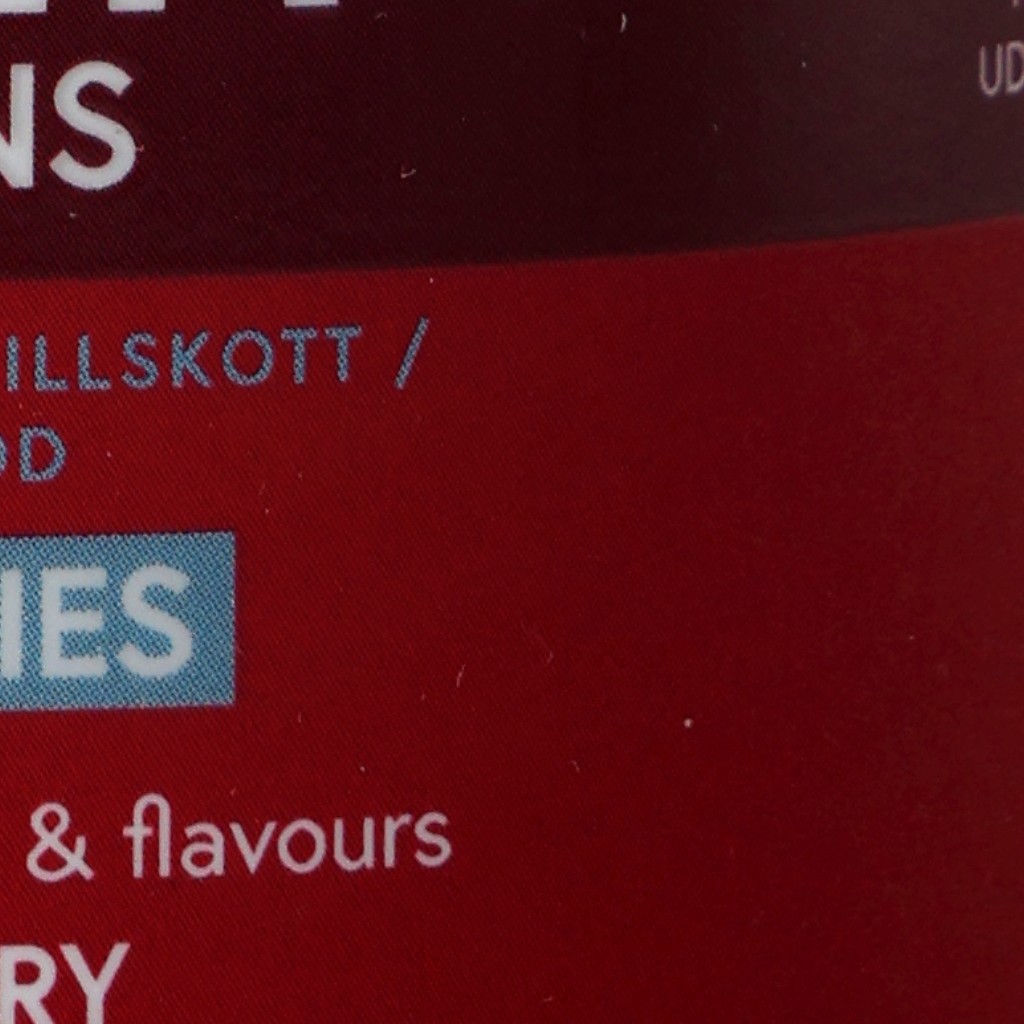 NS
UD
ILLSKOTT /
OD
IES
& flavours
RY